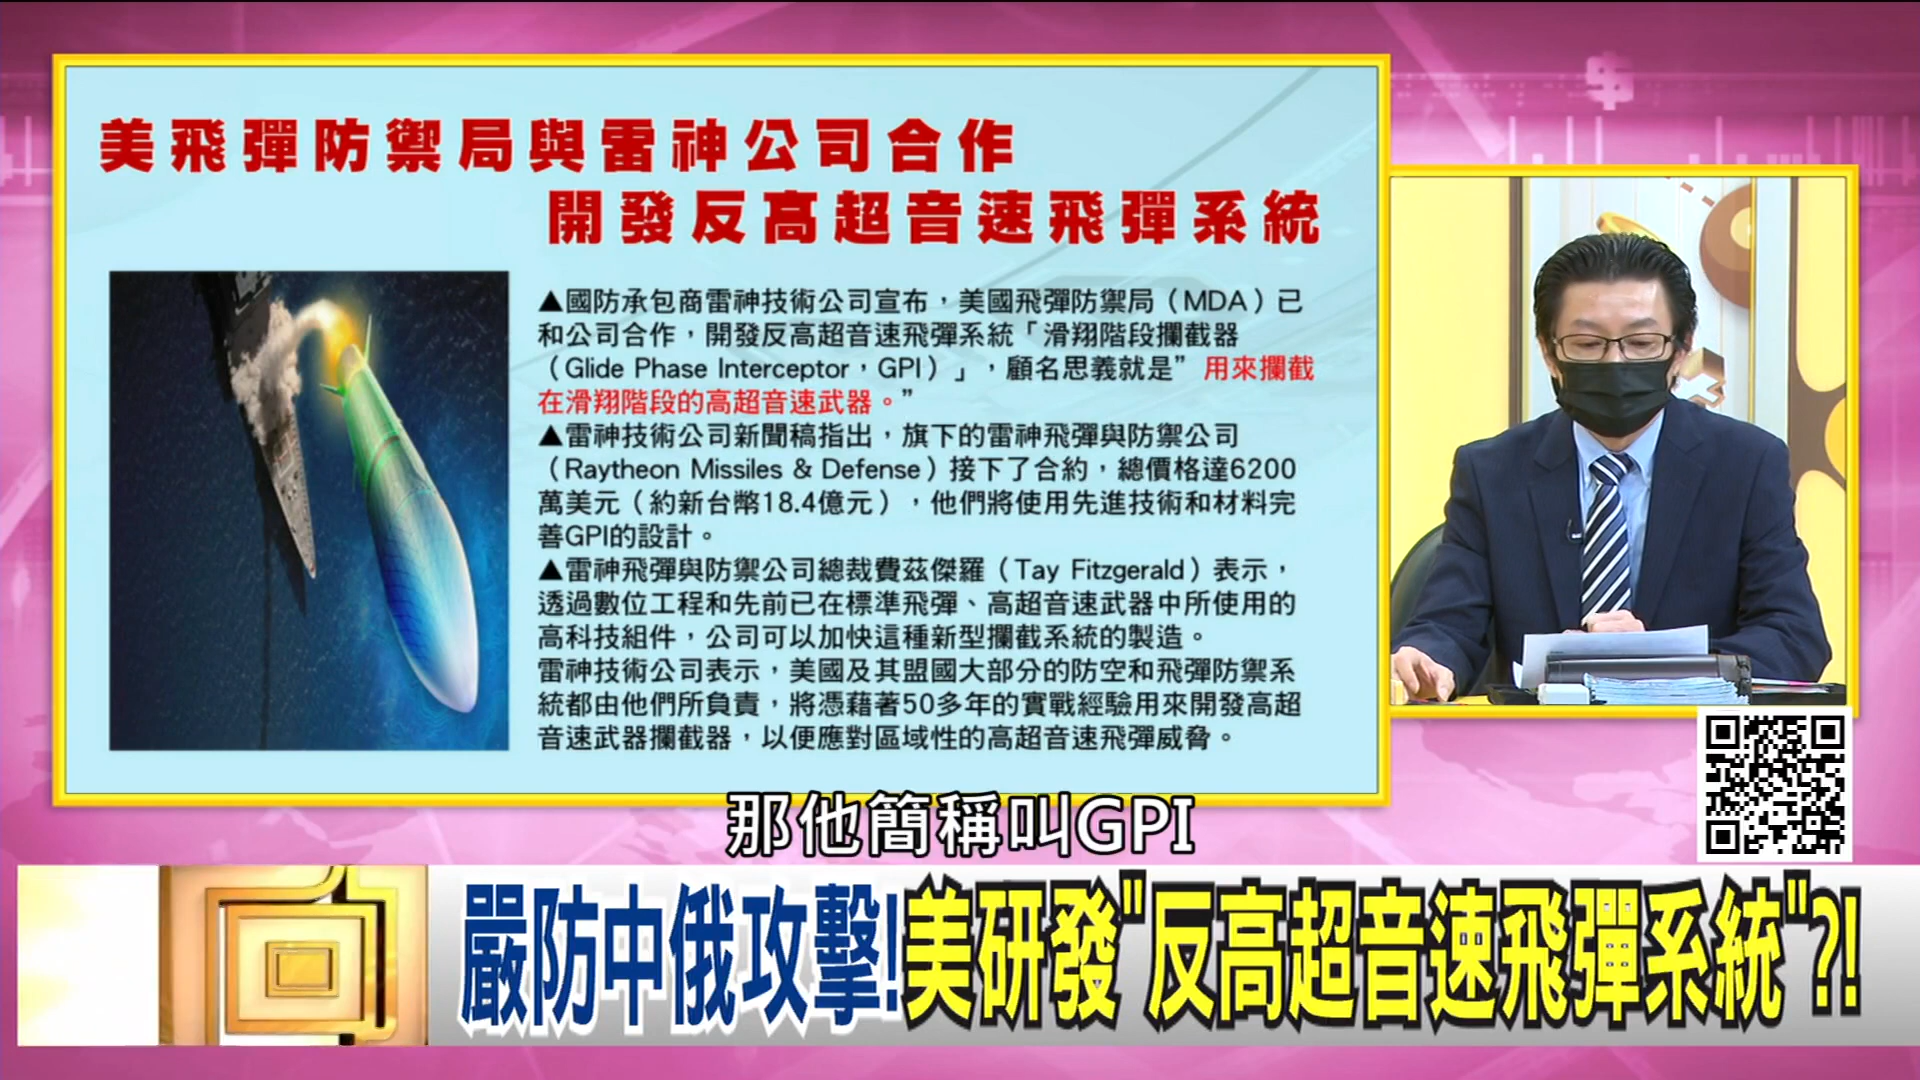 美飛彈防禦局與雷神公司合作
開發反高超音速飛彈系統
▲國防承包商雷神技術公司宣布，美國飛彈防禦局（MDA）已
和公司合作，開發反高超音速飛彈系統「滑翔階段攔截器
（Glide Phase Interceptor，GPI）」，顧名思義就是”用來攔截
在滑翔階段的高超音速武器。”
▲雷神技術公司新聞稿指出，旗下的雷神飛彈與防禦公司
（Raytheon Missiles & Defense）接下了合約，總價格達6200
萬美元（約新台幣18.4億元），他們將使用先進技術和材料完
善GPI的設計。
▲雷神飛彈與防禦公司總裁費茲傑羅（Tay Fitzgerald）表示，
透過數位工程和先前已在標準飛彈、高超音速武器中所使用的
高科技組件，公司可以加快這種新型攔截系統的製造。
雷神技術公司表示，美國及其盟國大部分的防空和飛彈防禦系
統都由他們所負責，將憑藉著50多年的實戰經驗用來開發高超
音速武器攔截器，以便應對區域性的高超音速飛彈威脅。
那他簡稱叫GPI
嚴防中俄攻擊!美研發"反高超音速飛彈系統"?!